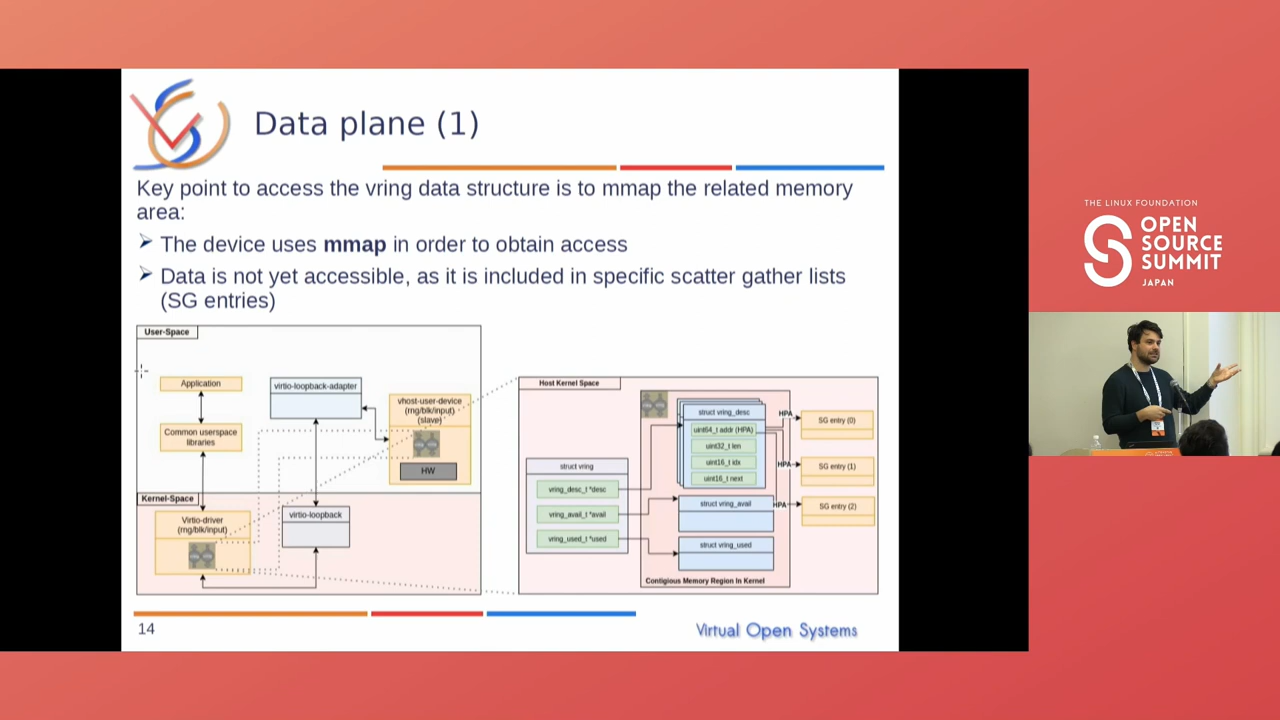 Data plane (1)
Key point to access the vring data structure is to mmap the related memory
area:
The device uses mmap in order to obtain access
Data is not yet accessible, as it is included in specific scatter gather lists
(SG entries)
User-Space
Application
Common userspace
libraries
virtio-loopback-adapter
vhost-user-device
(rng/blk/input)
(slave)
HW
Kernel-Space
Virtio-driver
(rng/blk/input)
virtio-loopback
Host Kernel Space
struct vring
vring_desc_t *desc
vring_avail_t *avail
vring_used_t *used
struct vring_desc
uint64_t addr (HPA)
uint32_t len
uint16_t idx
uint16_t next
struct vring_avail
struct vring_used
Contigious Memory Region In Kernel
HPA
HPA
HPA
SG entry (0)
SG entry (1)
SG entry (2)
14
Virtual Open Systems
THE LINUX FOUNDATION
OPEN
SOURCE
SUMMIT
JAPAN